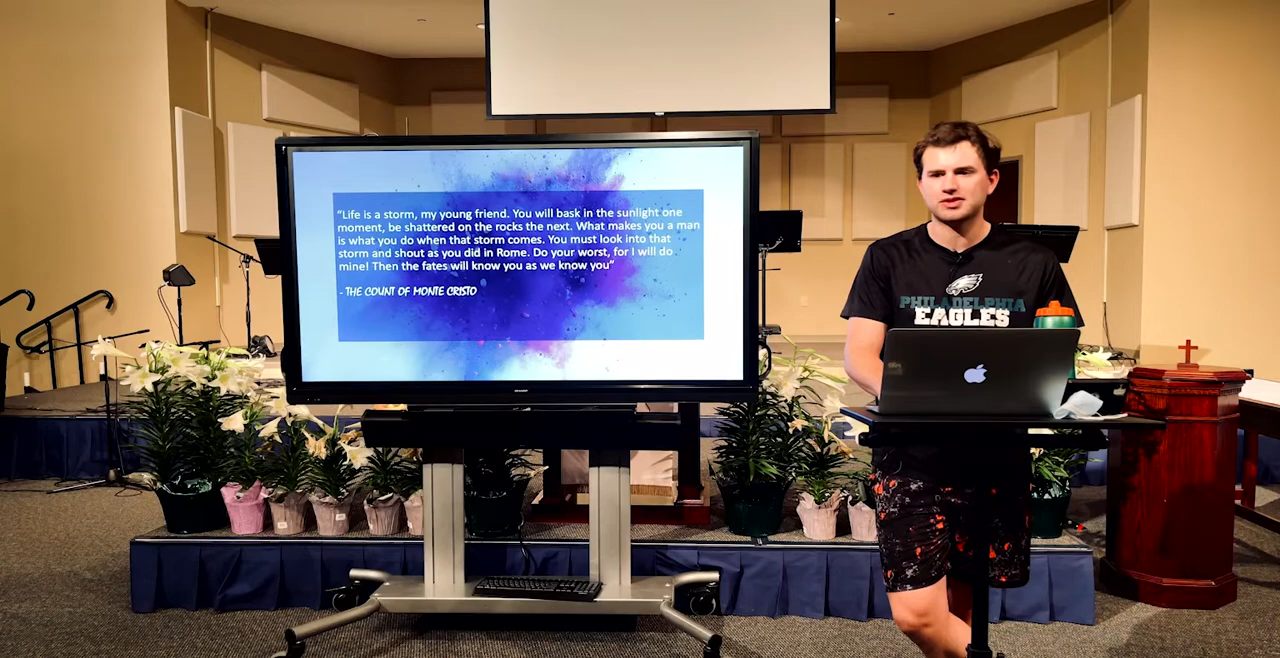 “Life is a storm, my young friend. You will bask in the sunlight one
moment, be shattered on the rocks the next. What makes you a man
is what you do when that storm comes. You must look into that
storm and shout as you did in Rome. Do your worst, for I will do
mine! Then the fates will know you as we know you”
- THE COUNT OF MONTE CRISTO
SHARP
PHILADELPHIA
EAGLES